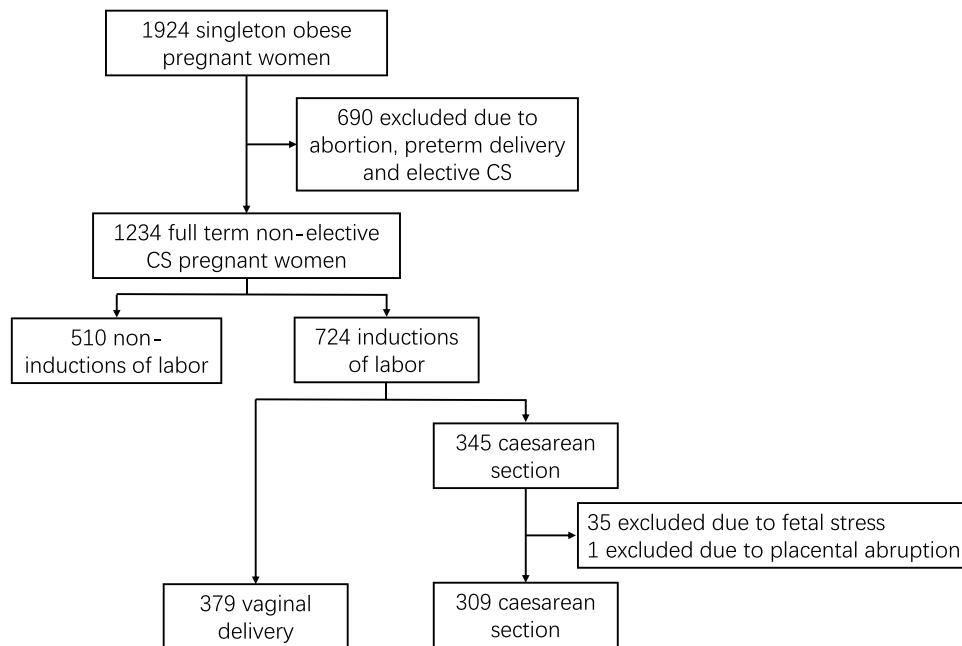 1924 singleton obese
pregnant women
690 excluded due to
abortion, preterm delivery
and elective CS
1234 full term non-elective
CS pregnant women
510 non-
inductions of labor
724 inductions
of labor
345 caesarean
section
35 excluded due to fetal stress
1 excluded due to placental abruption
379 vaginal
delivery
309 caesarean
section